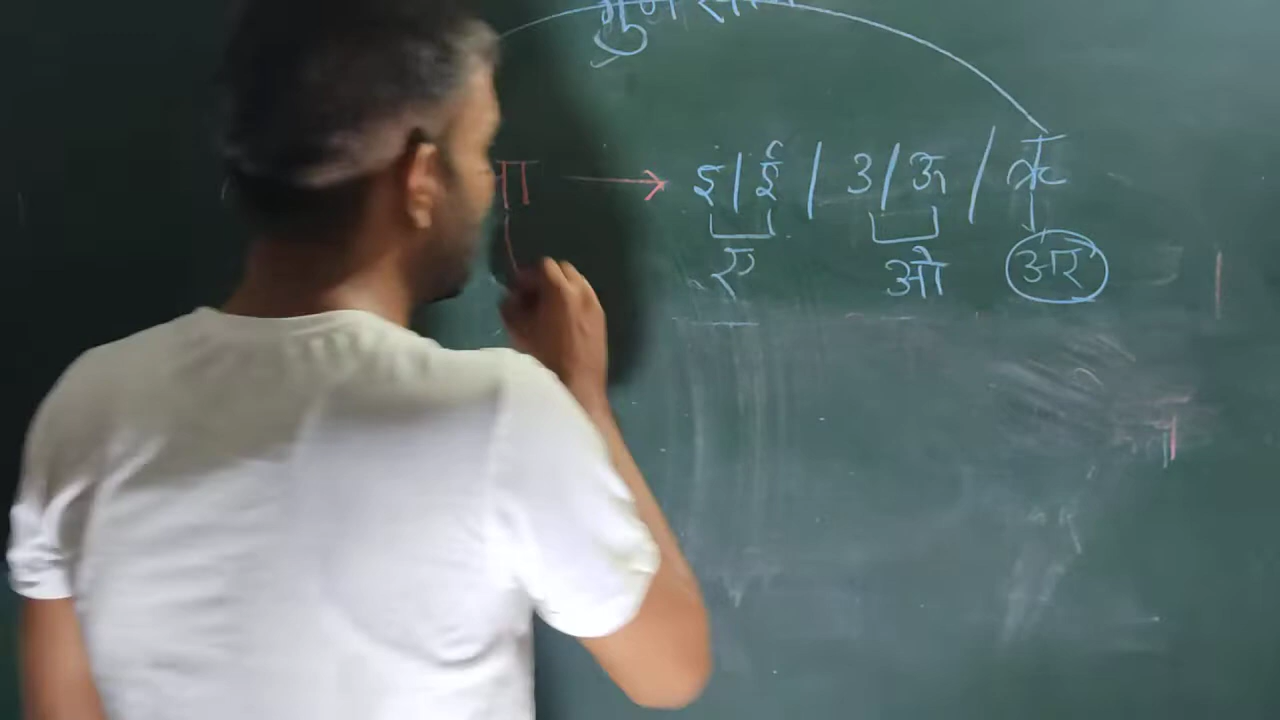 गुण
→ इ / ई / उ / ऊ / ऋ
ए ओ अर